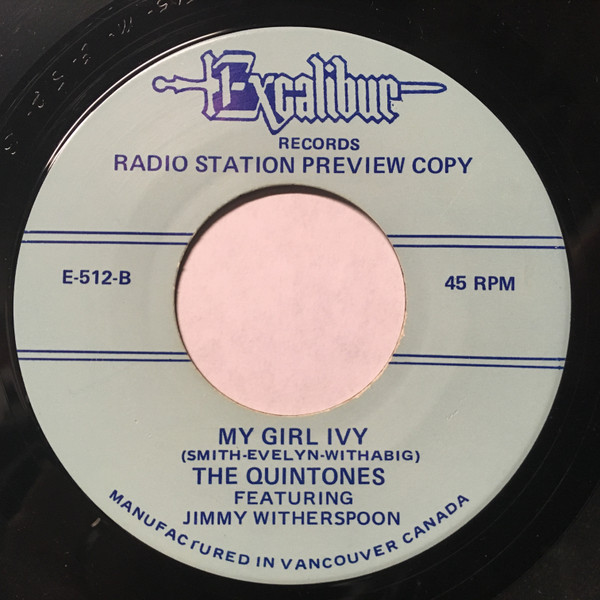 Excalibur
RECORDS
RADIO STATION PREVIEW COPY
E-512-B
45 RPM
MY GIRL IVY
(SMITH-EVELYN-WITHABIG)
THE QUINTONES
FEATURING
JIMMY WITHERSPOON
MANUFACTURED IN VANCOUVER CANADA